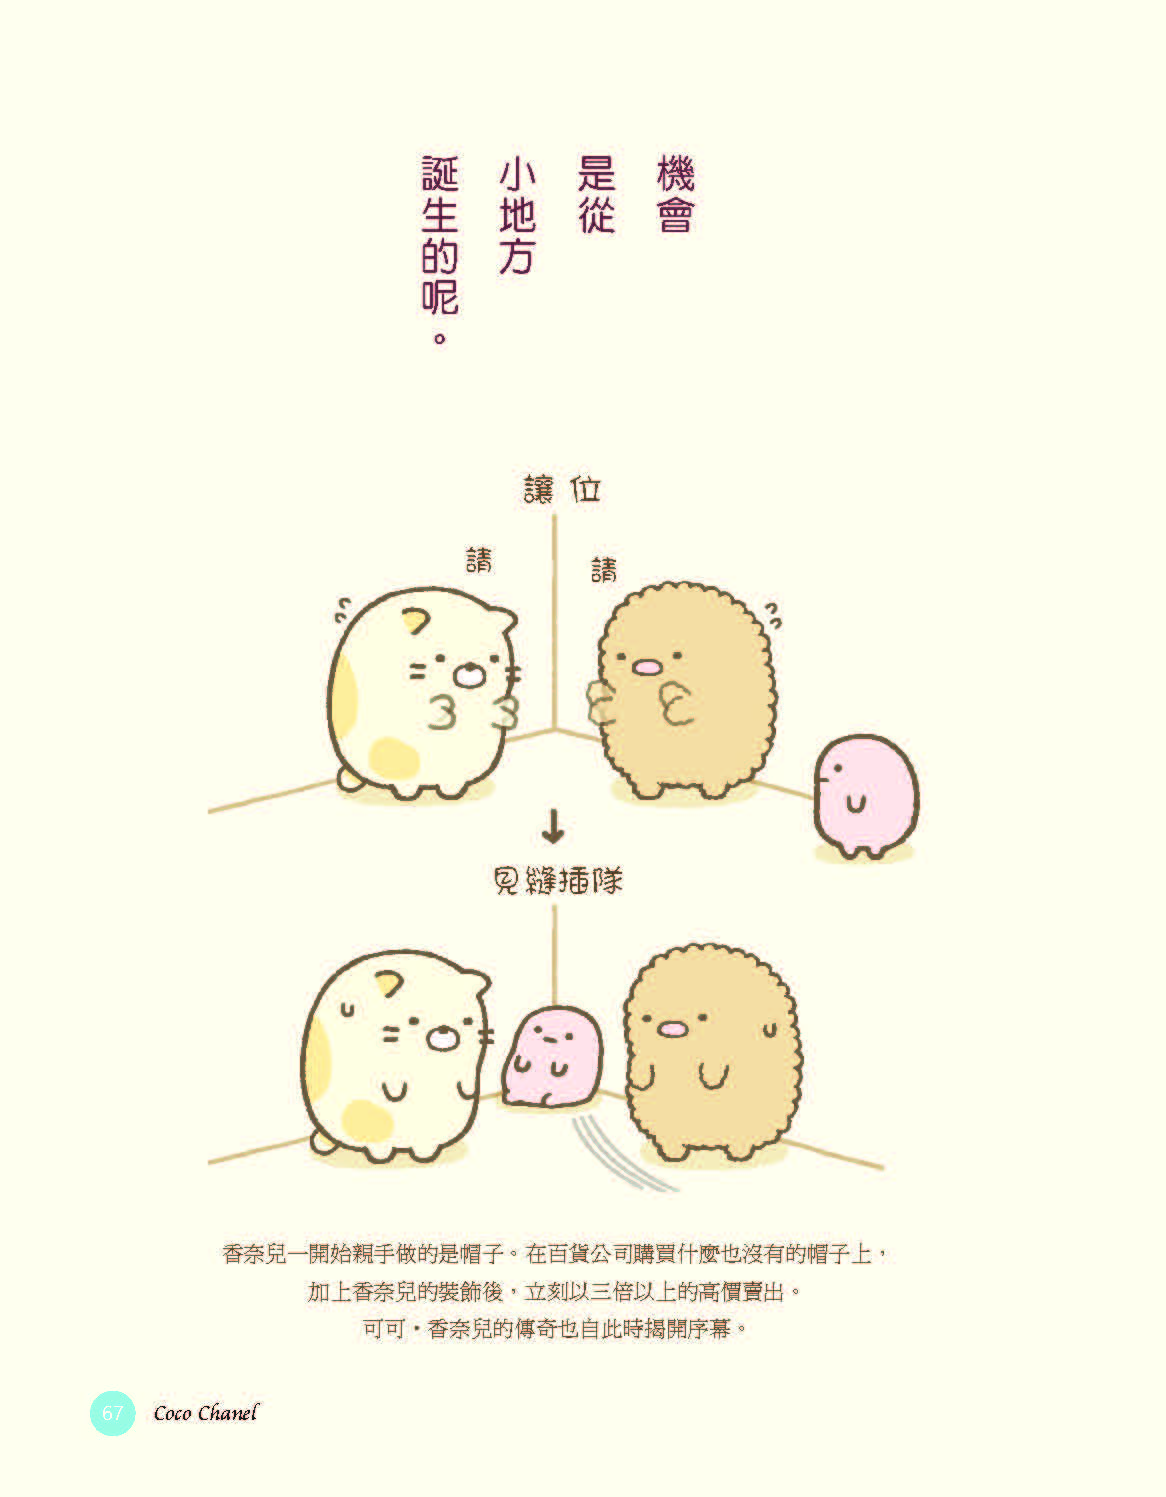 機會
是從
小地方
誕生的呢。
讓位
請
請
見縫插隊
香奈兒一開始親手做的是帽子。在百貨公司購買什麼也沒有的帽子上，
加上香奈兒的裝飾後，立刻以三倍以上的高價賣出。
可可・香奈兒的傳奇也自此時揭開序幕。
67 Coco Chanel